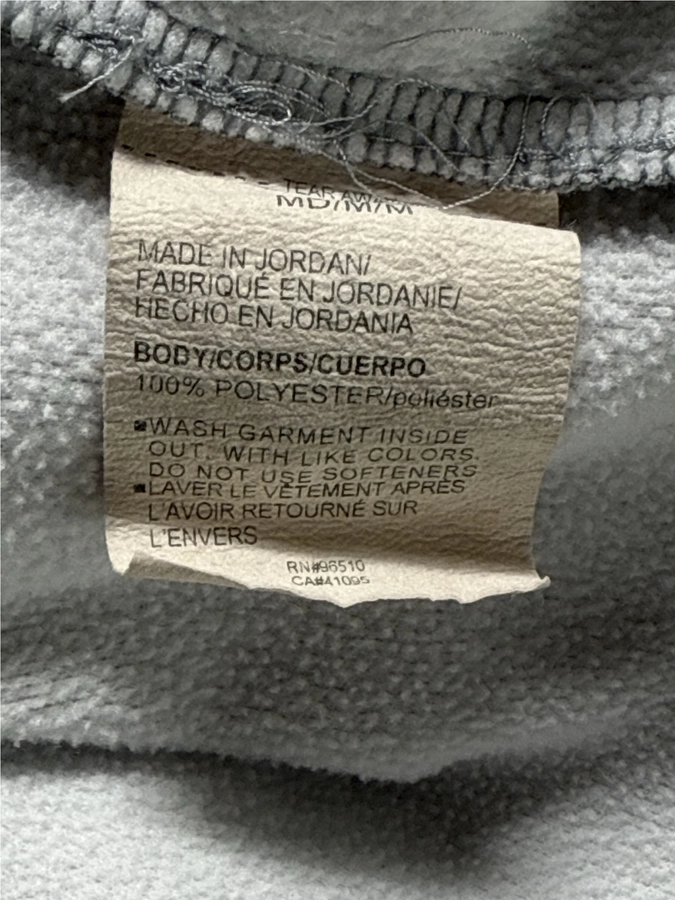 TEAR AWAY
MD/M/M
MADE IN JORDAN/
FABRIQUÉ EN JORDANIE/
HECHO EN JORDANIA
BODY/CORPS/CUERPO
100% POLYESTER/poliéster
▪WASH GARMENT INSIDE
OUT, WITH LIKE COLORS.
DO NOT USE SOFTENERS
▪LAVER LE VÊTEMENT APRÈS
L'AVOIR RETOURNÉ SUR
L'ENVERS
RN#96510
CA#41095